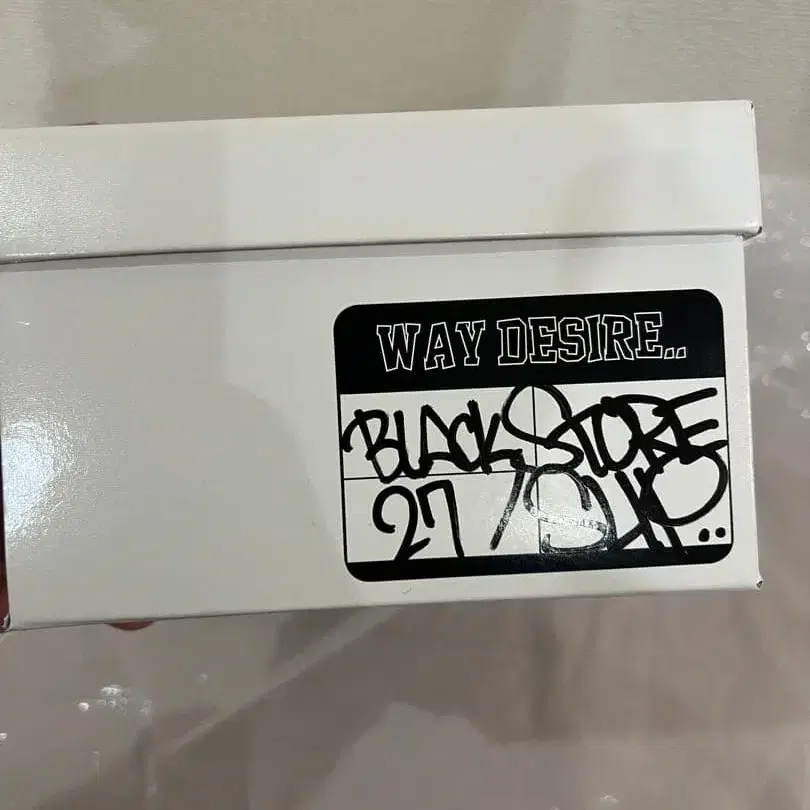 WAY DESIRE..
BLACK STORE
27 /